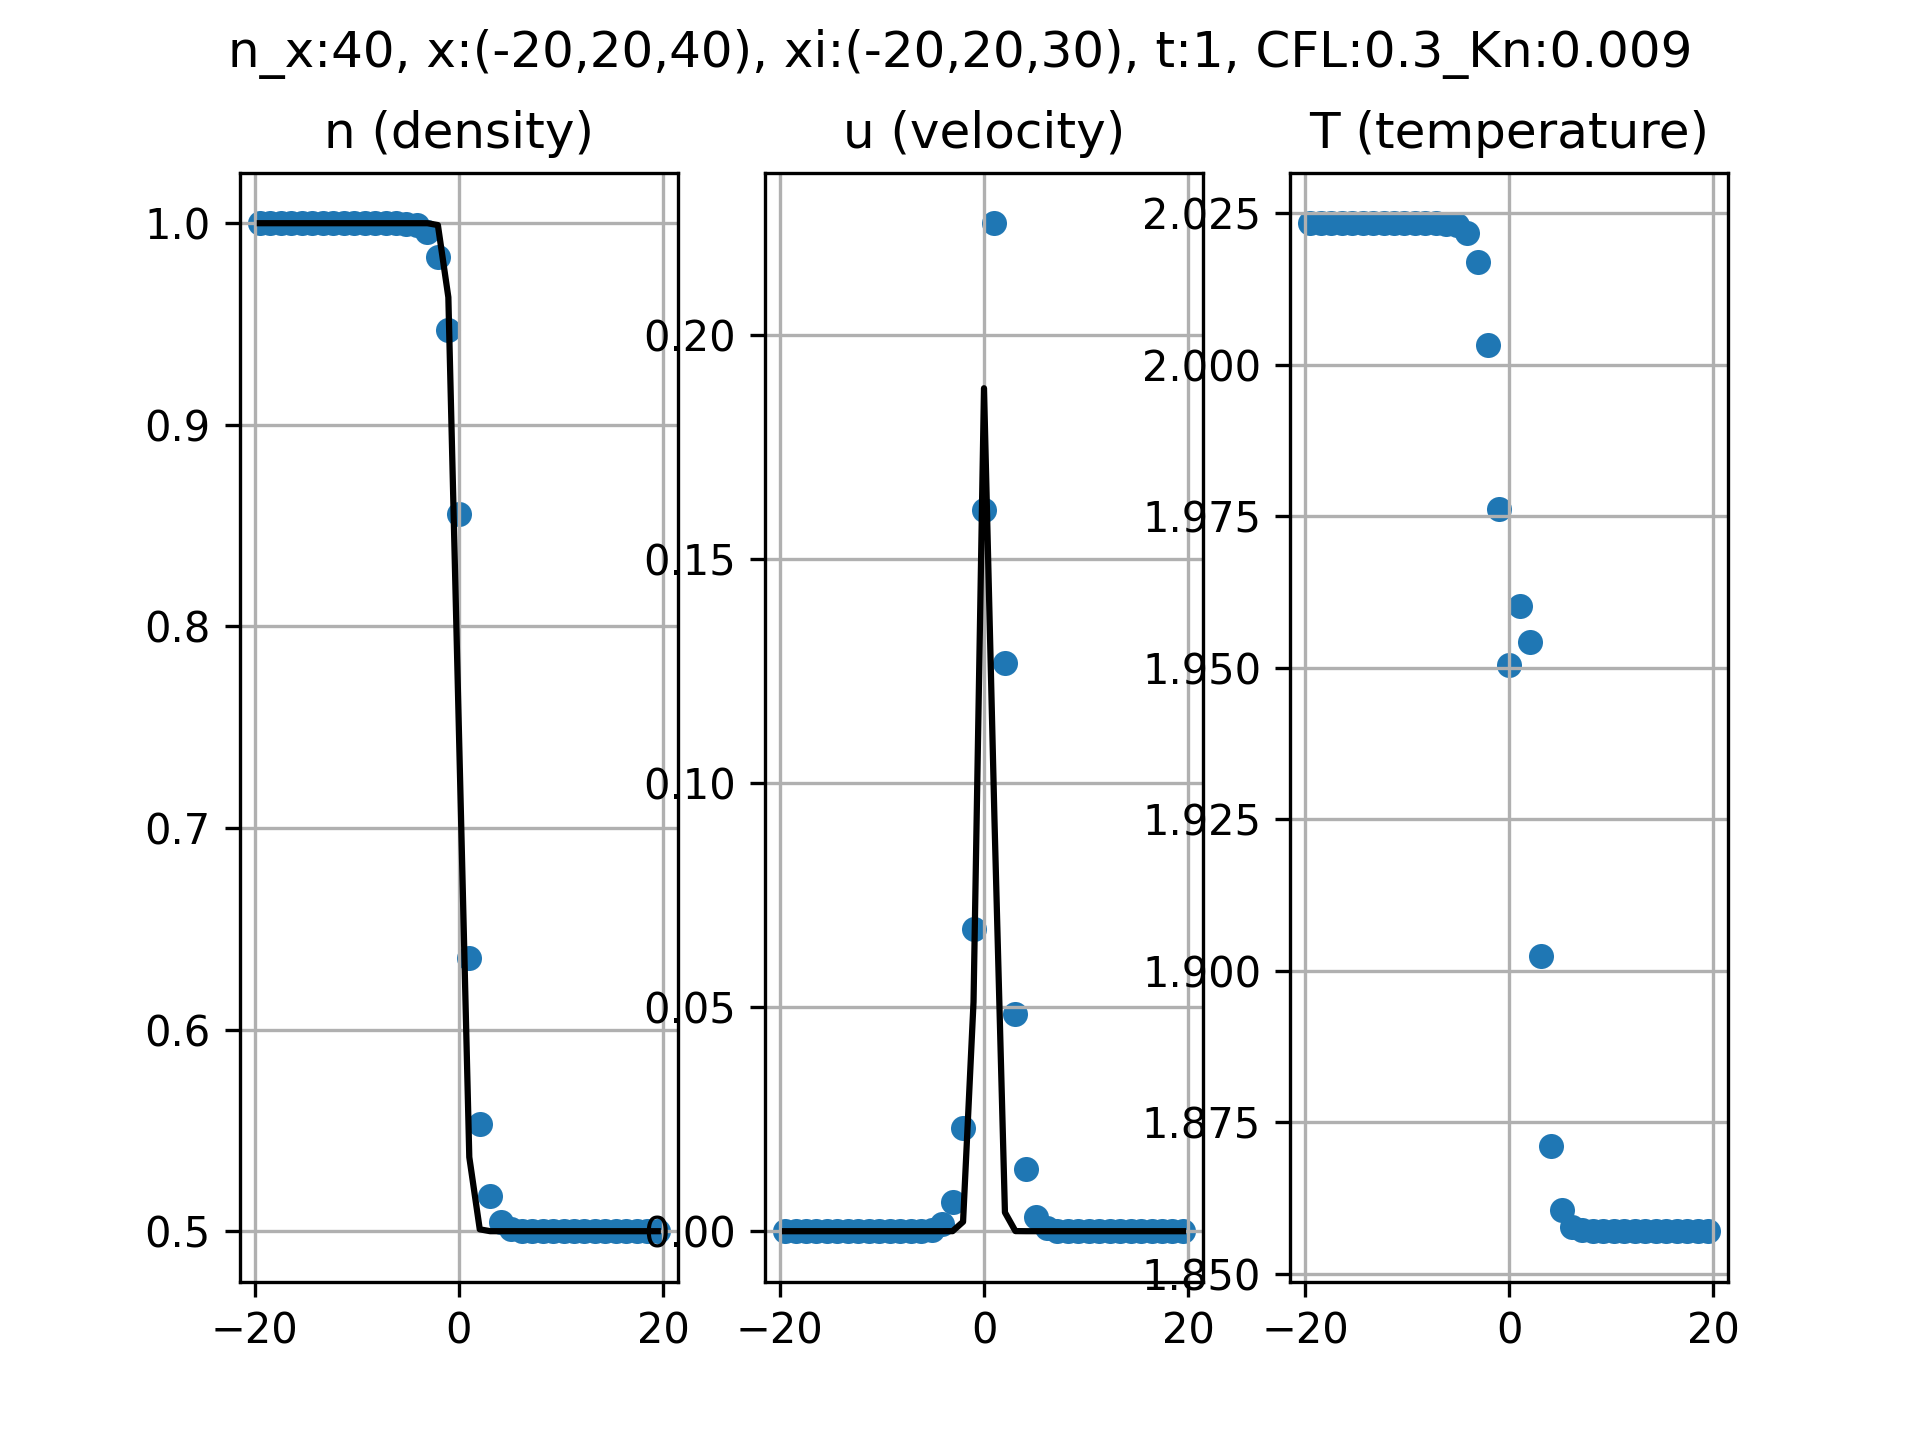 n_x:40, x:(-20,20,40), xi:(-20,20,30), t:1, CFL:0.3_Kn:0.009
n (density)
1.0
0.9
0.8
0.7
0.6
0.5
−20 0 20
u (velocity)
0.20
0.15
0.10
0.05
0.00
−20 0 20
T (temperature)
2.025
2.000
1.975
1.950
1.925
1.900
1.875
1.850
−20 0 20